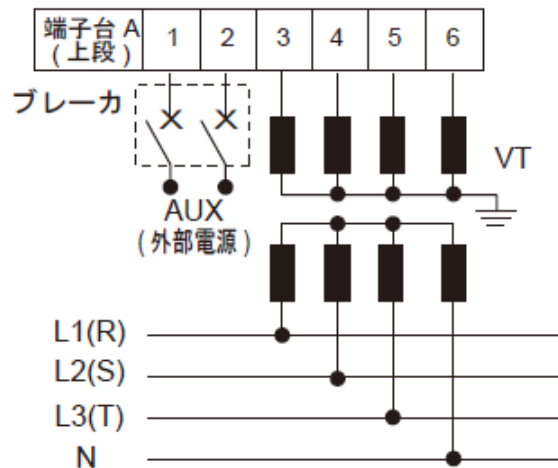 端子台 A
( 上段 )
1 2 3 4 5 6
ブレーカ
VT
AUX
( 外部電源 )
L1(R)
L2(S)
L3(T)
N